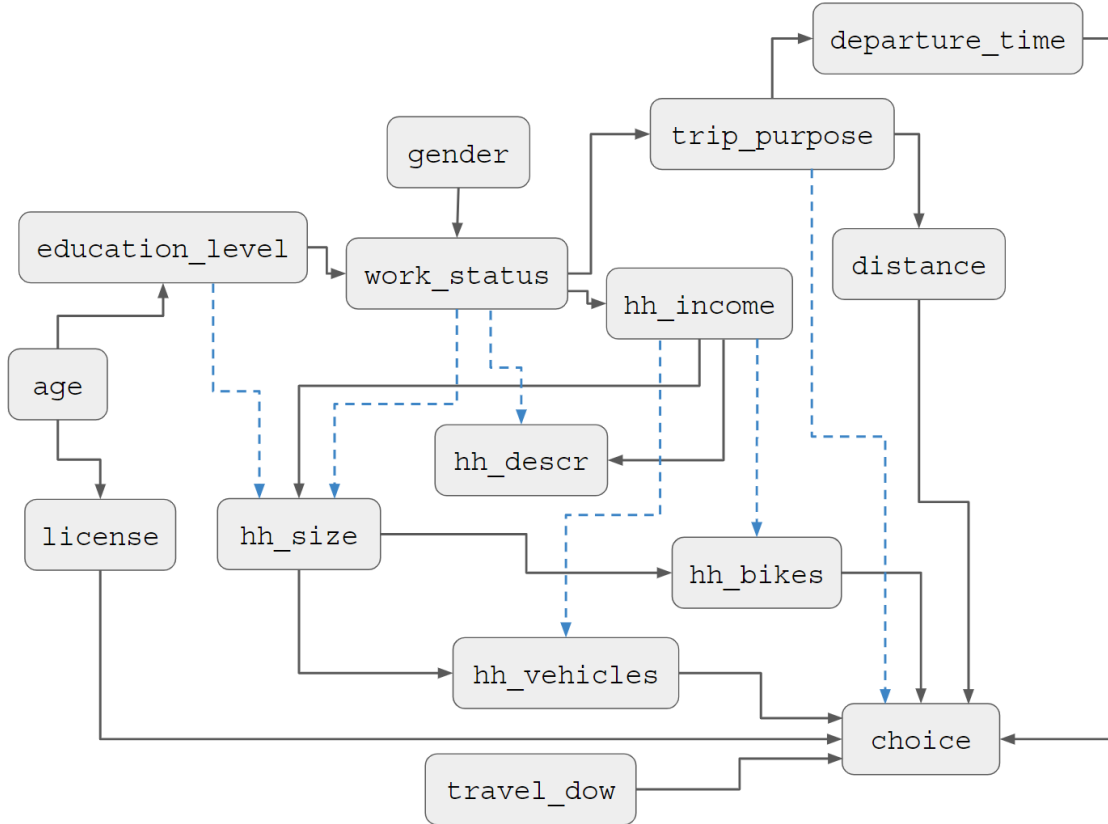 departure_time
trip_purpose
gender
education_level
work_status
distance
hh_income
age
hh_descr
license
hh_size
hh_bikes
hh_vehicles
choice
travel_dow